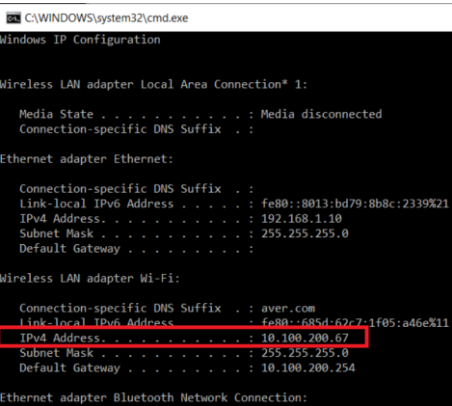 C:\WINDOWS\system32\cmd.exe
Windows IP Configuration
Wireless LAN adapter Local Area Connection* 1:
Media State . . . . . . . . . . . : Media disconnected
Connection-specific DNS Suffix . :
Ethernet adapter Ethernet:
Connection-specific DNS Suffix . :
Link-local IPv6 Address . . . . . : fe80::8013:bd79:8b8c:2339%21
IPv4 Address. . . . . . . . . . . : 192.168.1.10
Subnet Mask . . . . . . . . . . . : 255.255.255.0
Default Gateway . . . . . . . . . :
Wireless LAN adapter Wi-Fi:
Connection-specific DNS Suffix . : aver.com
Link-local IPv6 Address . . . . . : fe80::685d:62c7:1f05:a46e%11
IPv4 Address. . . . . . . . . . . : 10.100.200.67
Subnet Mask . . . . . . . . . . . : 255.255.255.0
Default Gateway . . . . . . . . . : 10.100.200.254
Ethernet adapter Bluetooth Network Connection: